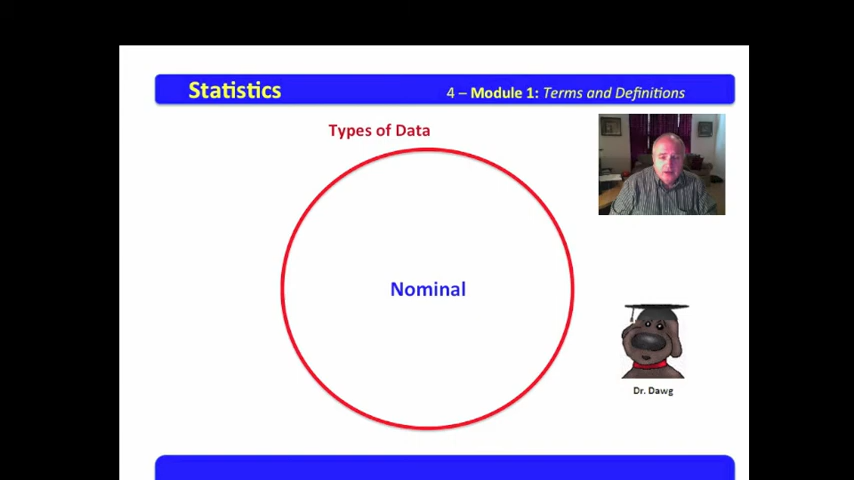 Statistics
4 – Module 1: Terms and Definitions
Types of Data
Nominal
Dr. Dawg